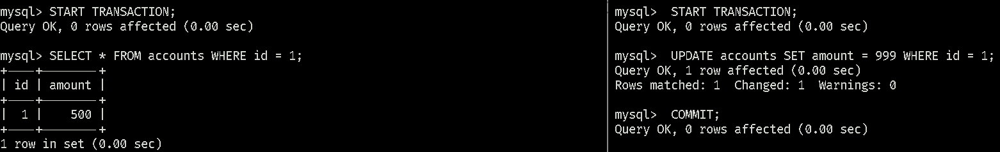 mysql> START TRANSACTION;
Query OK, 0 rows affected (0.00 sec)
mysql> SELECT * FROM accounts WHERE id = 1;
+----+--------+
| id | amount |
+----+--------+
|  1 |    500 |
+----+--------+
1 row in set (0.00 sec)
mysql>  START TRANSACTION;
Query OK, 0 rows affected (0.00 sec)
mysql>  UPDATE accounts SET amount = 999 WHERE id = 1;
Query OK, 1 row affected (0.00 sec)
Rows matched: 1  Changed: 1  Warnings: 0
mysql>  COMMIT;
Query OK, 0 rows affected (0.00 sec)